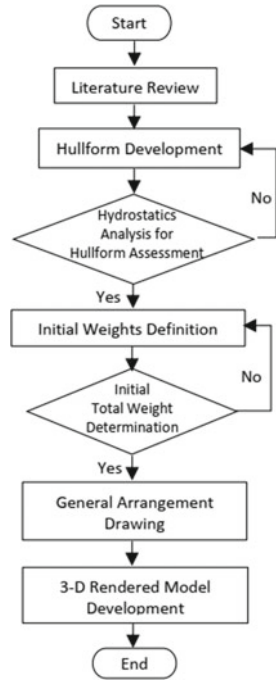 Start
Literature Review
Hullform Development
No
Hydrostatics
Analysis for
Hullform Assessment
Yes
Initial Weights Definition
No
Initial
Total Weight
Determination
Yes
General Arrangement
Drawing
3-D Rendered Model
Development
End